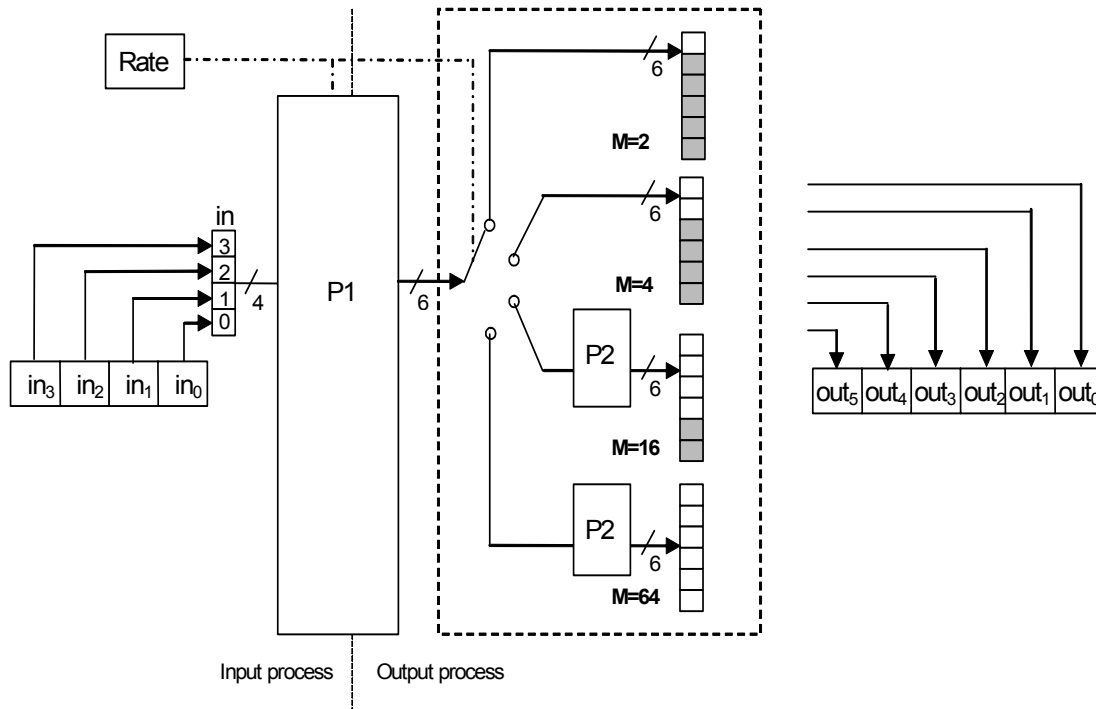 Rate
6
M=2
in
3
2
1
0
4
P1
6
6
M=4
P2
6
M=16
P2
6
M=64
in3 in2 in1 in0
out5 out4 out3 out2 out1 out0
Input process
Output process